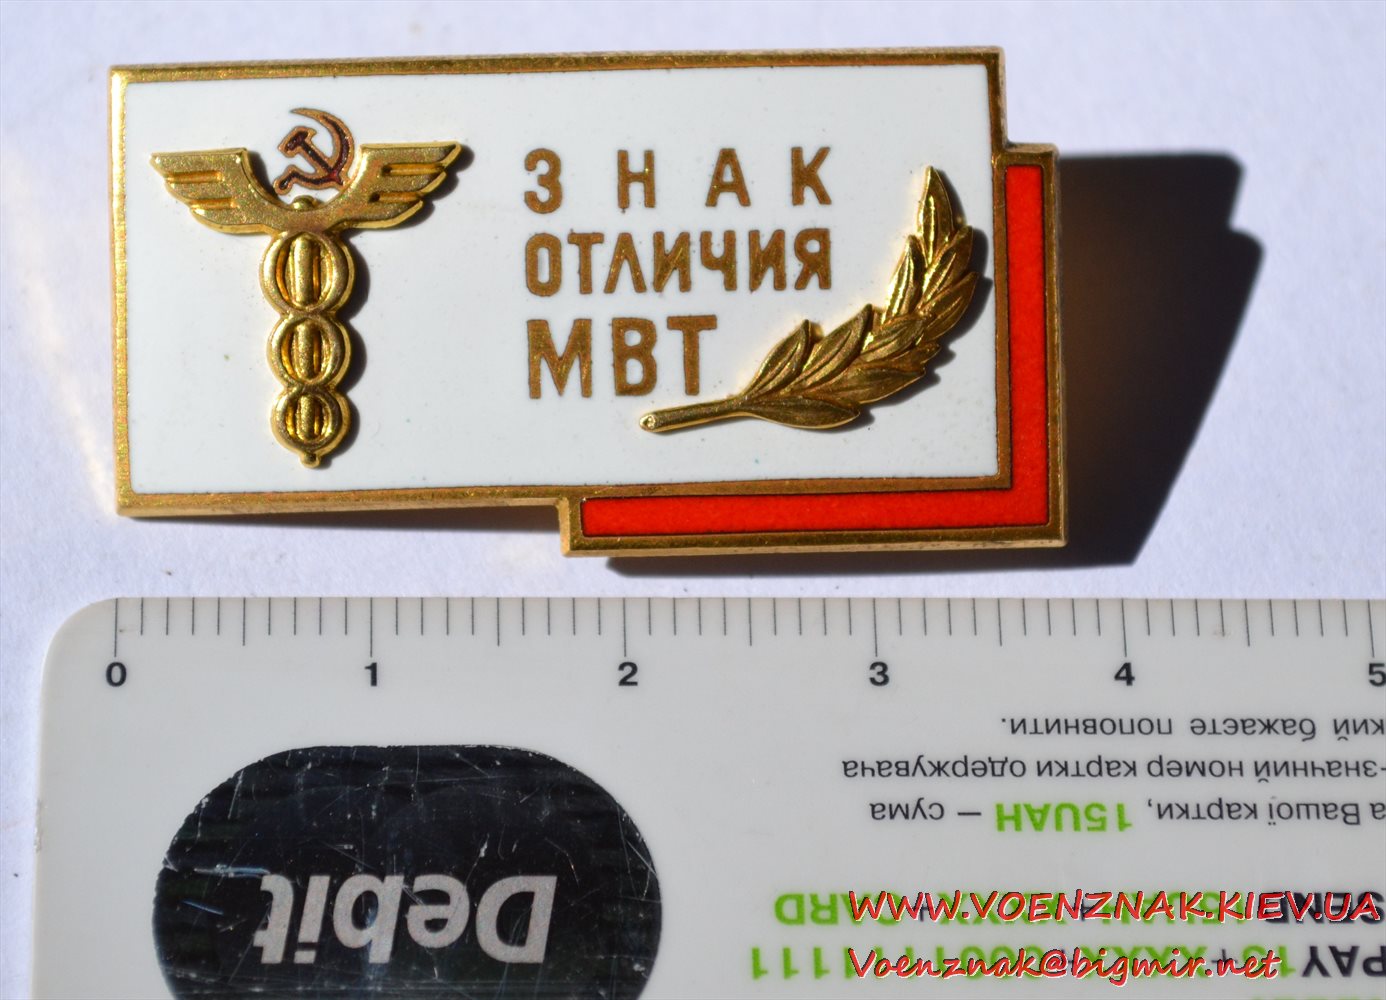 ЗНАК
ОТЛИЧИЯ
МВТ
0 1 2 3 4 5
кий бажаєте поповнити.
-значний номер картки одержувача
а Вашої картки, 15UAH – сума
Debit
WWW.VOENZNAK.KIEV.UA
Voenznak@bigmir.net